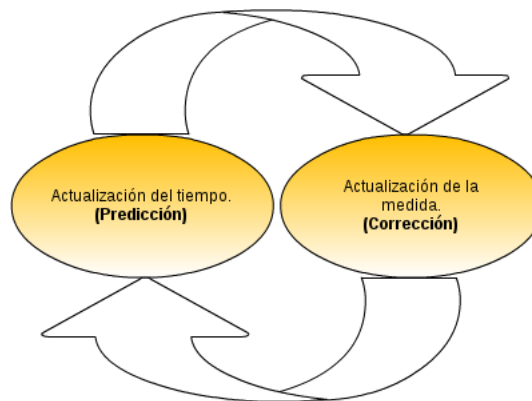 Actualización del tiempo.
(Predicción)
Actualización de la
medida.
(Corrección)